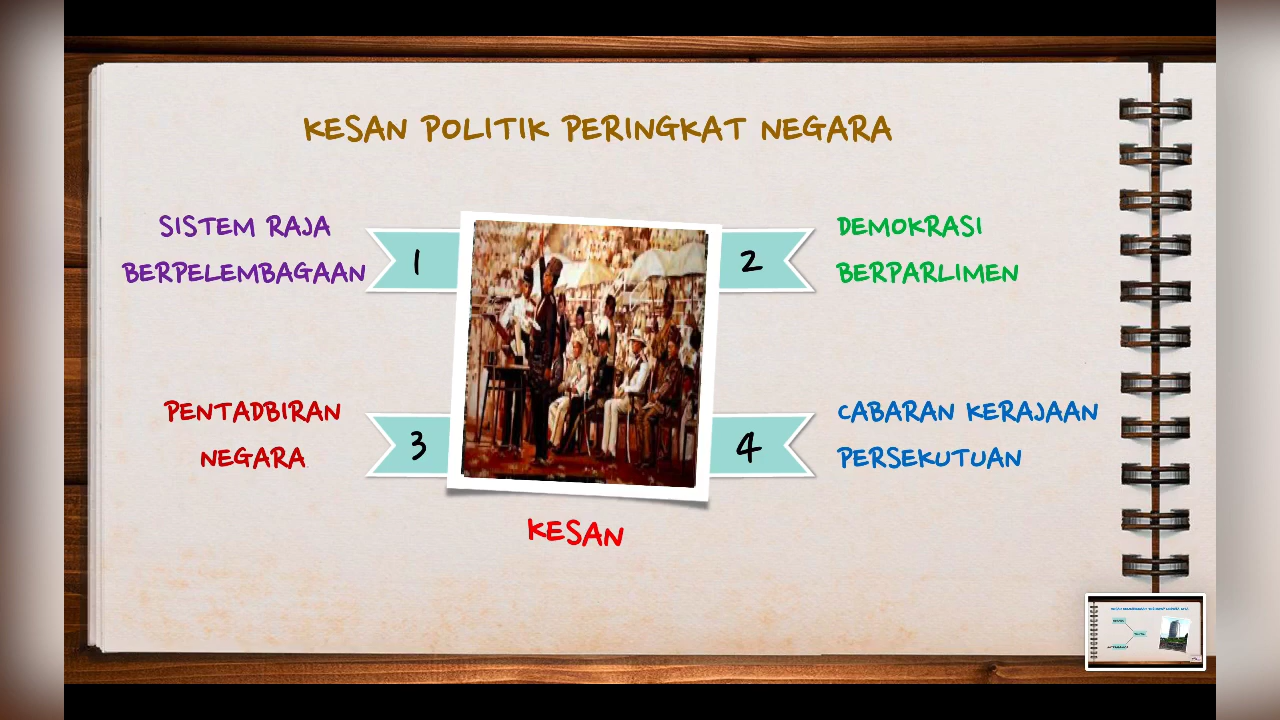 KESAN POLITIK PERINGKAT NEGARA
SISTEM RAJA
BERPELEMBAGAAN
1
2
DEMOKRASI
BERPARLIMEN
PENTADBIRAN
NEGARA
3
4
CABARAN KERAJAAN
PERSEKUTUAN
KESAN